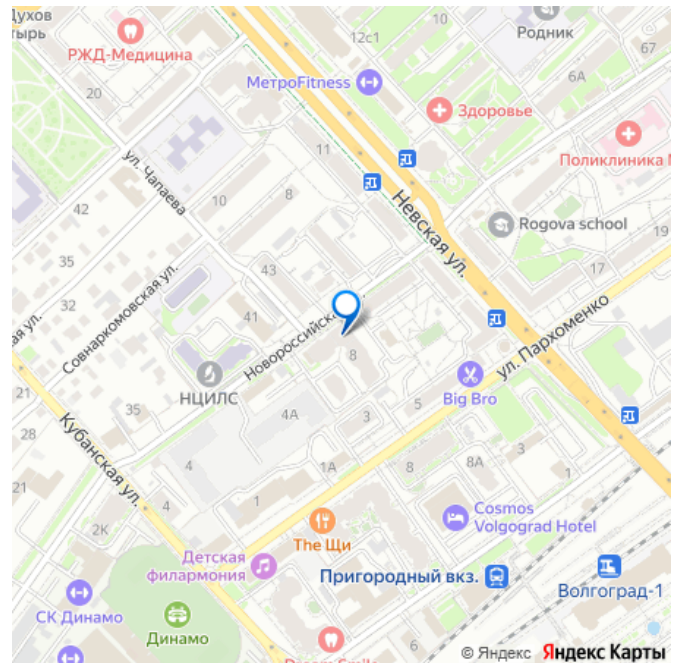 Духов
РЖД-Медицина
12с1
Родник
67
6А
МетроFitness
Здоровье
20
Поликлиника
11
ул. Чапаева
Невская ул.
42
10
8
Rogova school
19
35
43
17
32
Совнаркомовская ул.
41
ул. Пархоменко
Новороссийска
8
21
НЦИЛС
Big Bro
28
35
4А
3
5
Кубанская ул.
4
1А
8
8А
3
1
21
4
1
2К
The Щи
Cosmos
Volgograd Hotel
Детская
филармония
Пригородный вкз.
Волгоград-1
СК Динамо
Динамо
6
© Яндекс Яндекс Карты